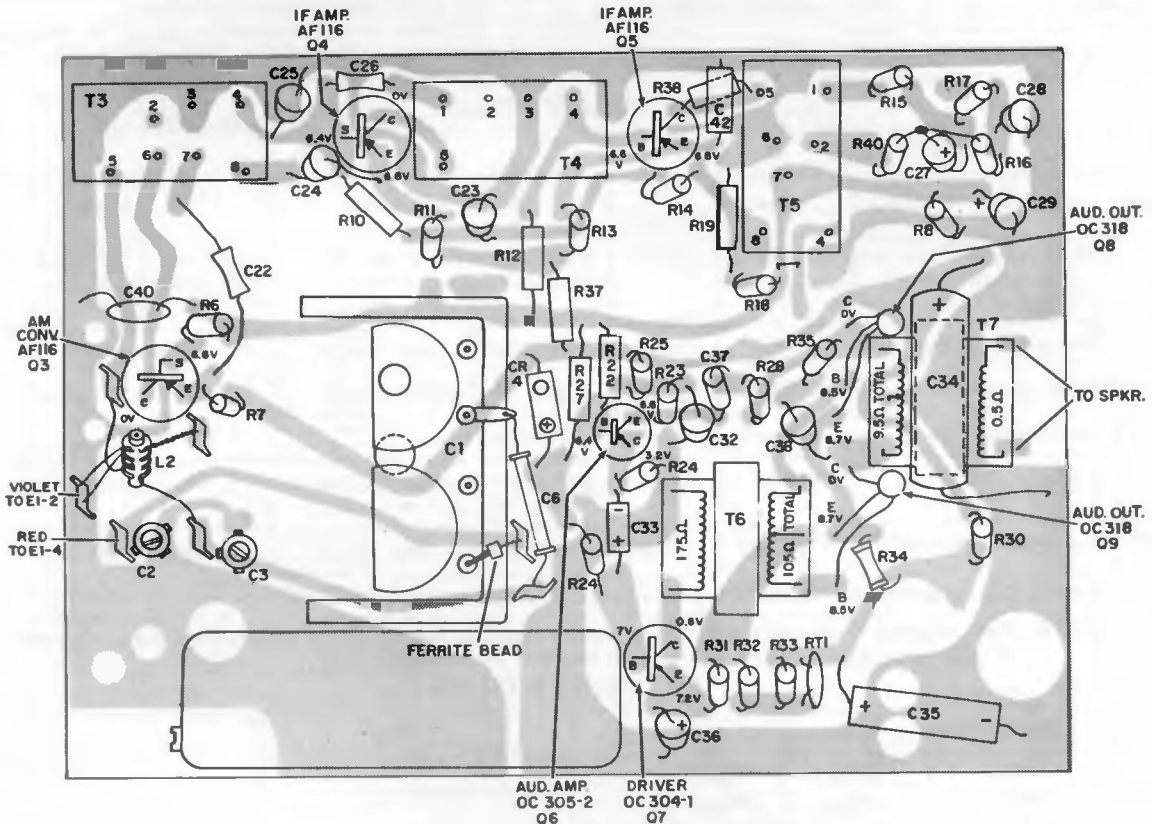 IF AMP.
AF116
Q4
IF AMP.
AF116
Q5
C25
C26
0V
T3
2
3
4
5
6
7
8
S
C
E
6.4V
6.6V
C24
1
2
3
4
5
T4
R38
C
42
6.6
V
B
C
E
6.8V
5
1
6
2
7
8
4
T5
R15
R17
C28
R40
C27
+
R16
C29
+
R8
R10
R11
C23
R12
R13
R14
R19
R18
AUD. OUT.
OC 318
Q8
C22
C40
R6
AM
CONV.
AF116
Q3
6.6V
S
E
C
0V
R7
L2
VIOLET
TO E1-2
RED
TO E1-4
C2
C3
C1
R37
CR
4
+
R27
R22
R25
R23
C37
R28
R35
6.6
V
B
E
C
6.4
V
3.2V
C32
C38
C
0V
B
8.5V
E
8.7V
+
C34
T7
9.5Ω TOTAL
0.5Ω
TO SPKR.
C6
R24
C33
-
+
R24
T6
175Ω
105Ω TOTAL
C
0V
E
8.7V
B
8.5V
R34
R30
AUD. OUT.
OC 318
Q9
FERRITE BEAD
7V
0.6V
B
C
E
7.2V
R31
R32
R33
RT1
C36
+
+
C35
-
AUD. AMP.
OC 305-2
Q6
DRIVER
OC 304-1
Q7